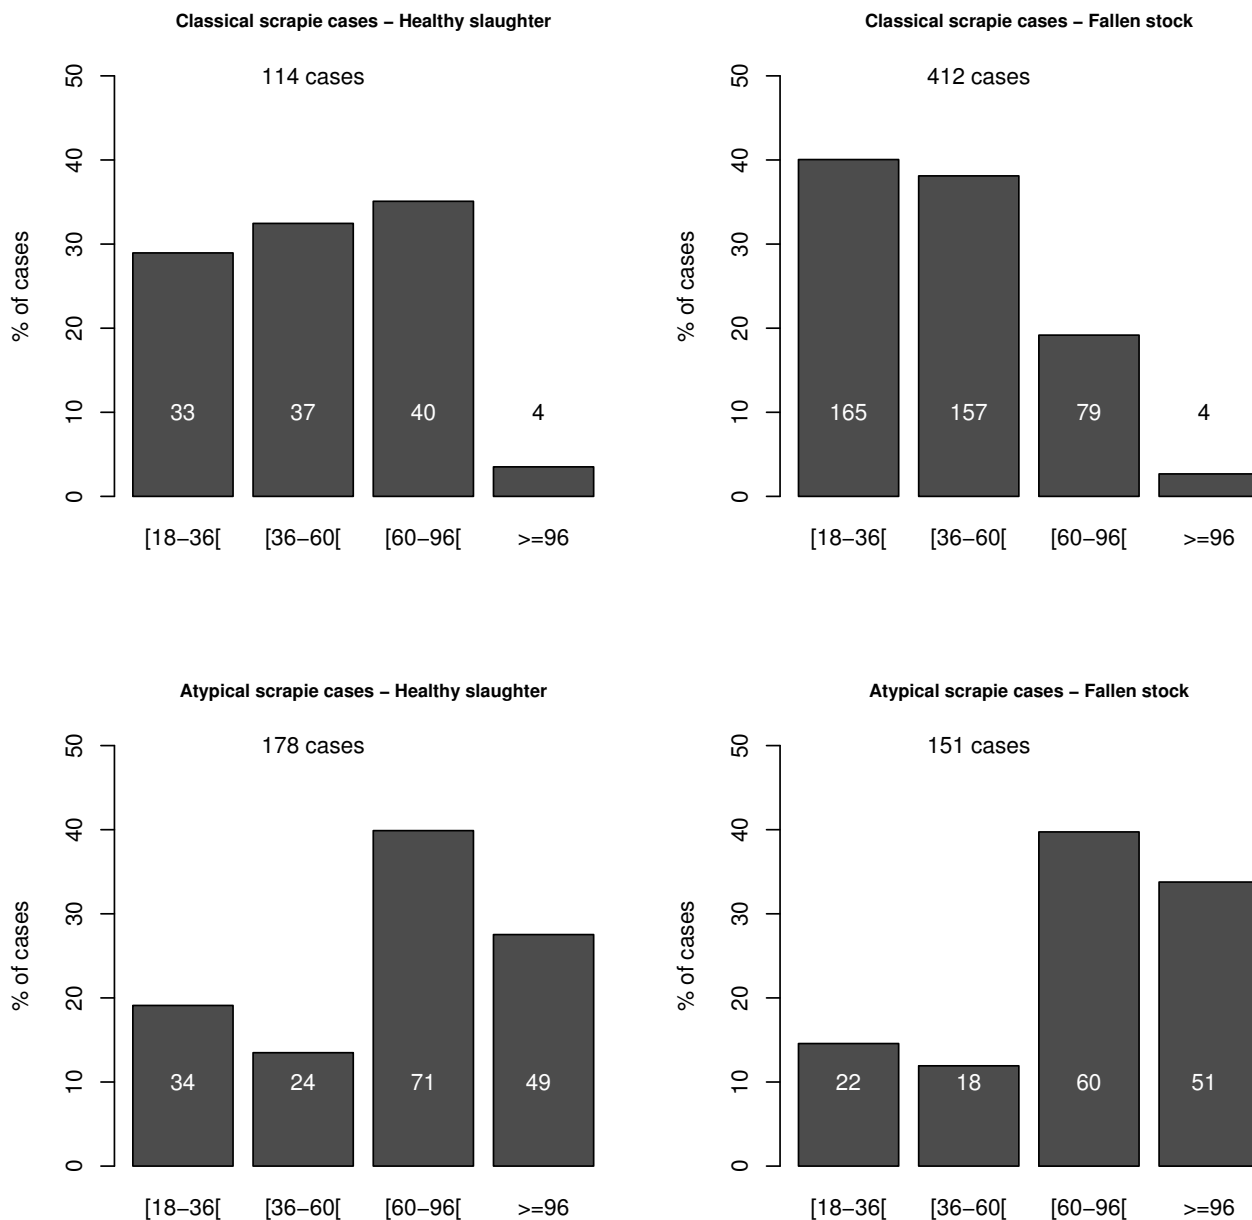 Classical scrapie cases – Healthy slaughter
114 cases
% of cases
0 10 20 30 40 50
33 37 40 4
[18–36[ [36–60[ [60–96[ >=96
Classical scrapie cases – Fallen stock
412 cases
% of cases
0 10 20 30 40 50
165 157 79 4
[18–36[ [36–60[ [60–96[ >=96
Atypical scrapie cases – Healthy slaughter
178 cases
% of cases
0 10 20 30 40 50
34 24 71 49
[18–36[ [36–60[ [60–96[ >=96
Atypical scrapie cases – Fallen stock
151 cases
% of cases
0 10 20 30 40 50
22 18 60 51
[18–36[ [36–60[ [60–96[ >=96